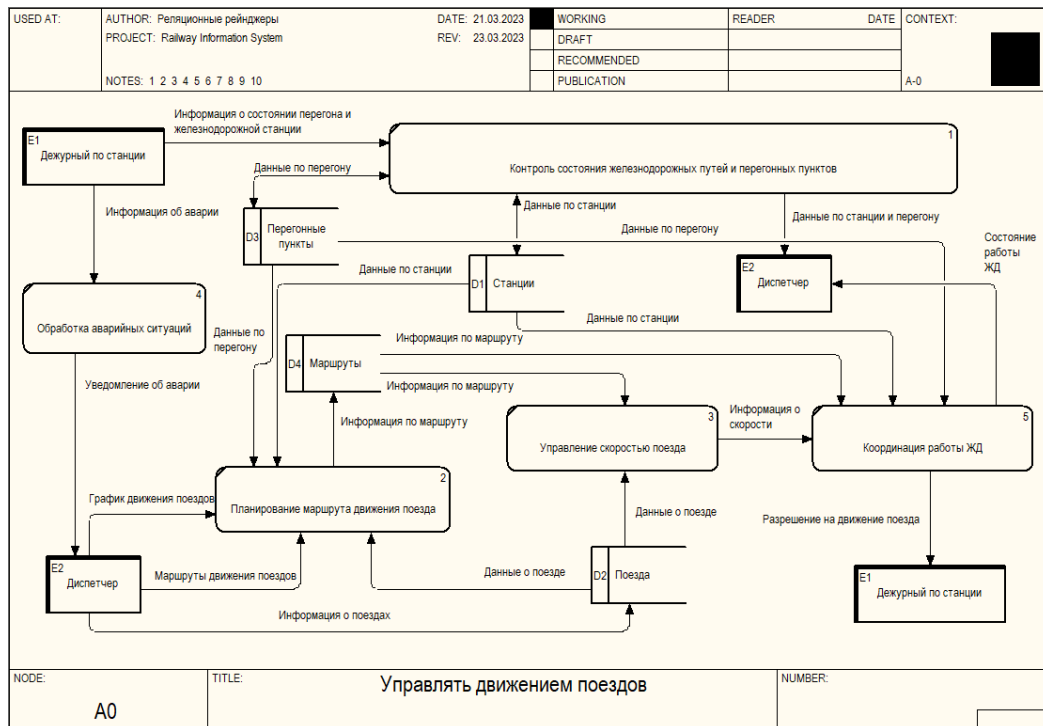 USED AT:
AUTHOR: Реляционные рейнджеры
DATE: 21.03.2023
PROJECT: Railway Information System
REV: 23.03.2023
NOTES: 1 2 3 4 5 6 7 8 9 10
WORKING
DRAFT
RECOMMENDED
PUBLICATION
READER
DATE
CONTEXT:
A-0
Информация о состоянии перегона и
железнодорожной станции
E1
Дежурный по станции
1
Контроль состояния железнодорожных путей и перегонных пунктов
Данные по перегону
Информация об аварии
Данные по станции
Данные по станции и перегону
D3
Перегонные
пункты
Данные по перегону
Состояние
работы
ЖД
Данные по станции
D1
Станции
E2
Диспетчер
4
Обработка аварийных ситуаций
Данные по
перегону
Данные по станции
Информация по маршруту
D4
Маршруты
Уведомление об аварии
Информация по маршруту
Информация по маршруту
3
Управление скоростью поезда
Информация о
скорости
5
Координация работы ЖД
2
Планирование маршрута движения поезда
График движения поездов
Данные о поезде
Разрешение на движение поезда
E2
Диспетчер
Маршруты движения поездов
Данные о поезде
D2
Поезда
E1
Дежурный по станции
Информация о поездах
NODE:
A0
TITLE:
Управлять движением поездов
NUMBER: